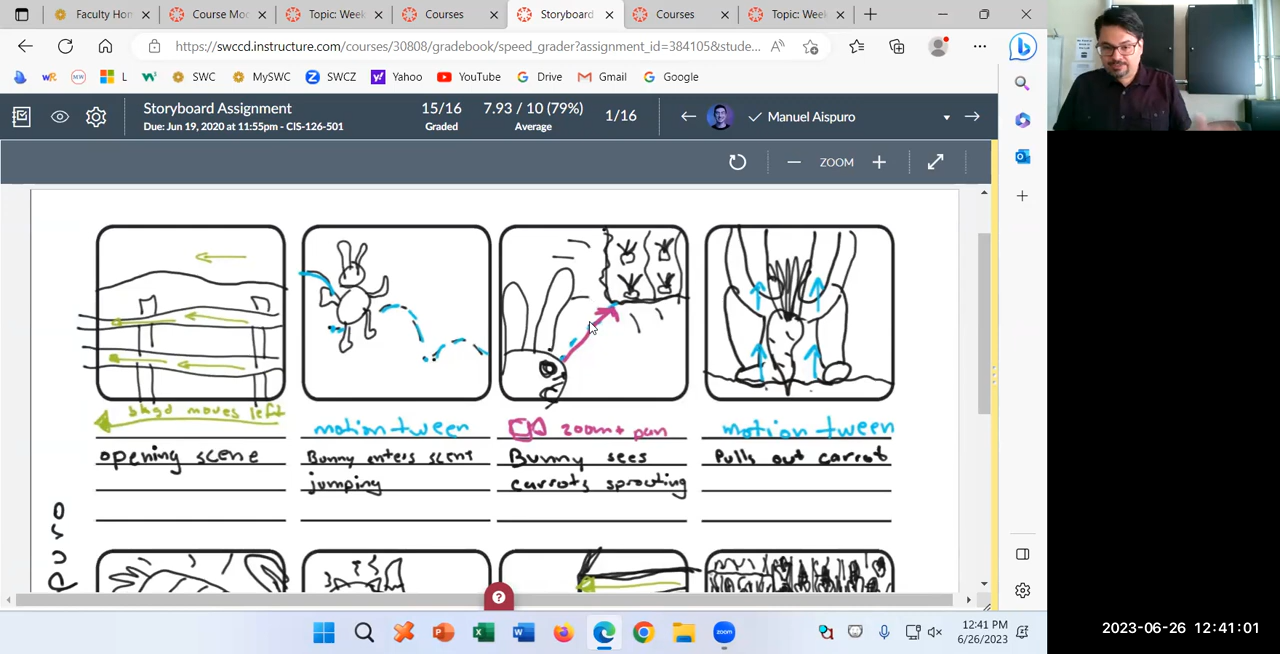 Faculty Hon
Course Mod
Topic: Week
Courses
Storyboard
Courses
Topic: Week
https://swccd.instructure.com/courses/30808/gradebook/speed_grader?assignment_id=384105&stude...
L
SWC
MySWC
SWCZ
Yahoo
YouTube
Drive
Gmail
Google
Storyboard Assignment
Due: Jun 19, 2020 at 11:55pm - CIS-126-501
15/16
Graded
7.93 / 10 (79%)
Average
1/16
Manuel Aispuro
ZOOM
bkgd moves left
opening scene
motion tween
Bunny enters scent
jumping
zoom + pan
Bunny sees
carrots sprouting
motion tween
Pulls out carrot
zoom
12:41 PM
6/26/2023
2023-06-26 12:41:01